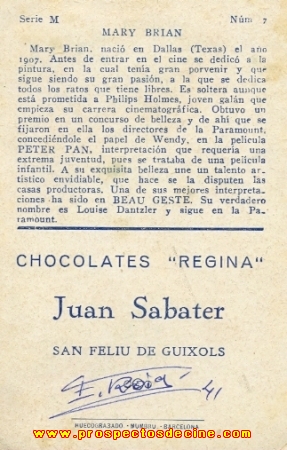 Serie M Núm 7
MARY BRIAN
Mary Brian, nació en Dallas (Texas) el año
1907. Antes de entrar en el cine se dedicó a la
pintura, en la cual tenia gran porvenir y que
sigue siendo su gran pasión, a la que se dedica
todos los ratos que tiene libres. Es soltera aunque
está prometida a Philips Holmes, joven galán que
empieza su carrera cinematográfica. Obtuvo un
premio en un concurso de belleza y de ahi que se
fijaron en ella los directores de la Paramount,
concediéndole el papel de Wendy, en la película
PETER PAN, interpretación que requeria una
extrema juventud, pues se trataba de una película
infantil. A su exquisita belleza une un talento ar-
tístico envidiable, que hace se la disputen las
casas productoras. Una de sus mejores interpreta-
ciones ha sido en BEAU GESTE. Su verdadero
nombre es Louise Dantzler y sigue en la Pa-
ramount.
CHOCOLATES "REGINA"
Juan Sabater
SAN FELIU DE GUIXOLS
41
HUECOGRABADO - MUMBRU - BARCELONA
www.prospectosdecine.com